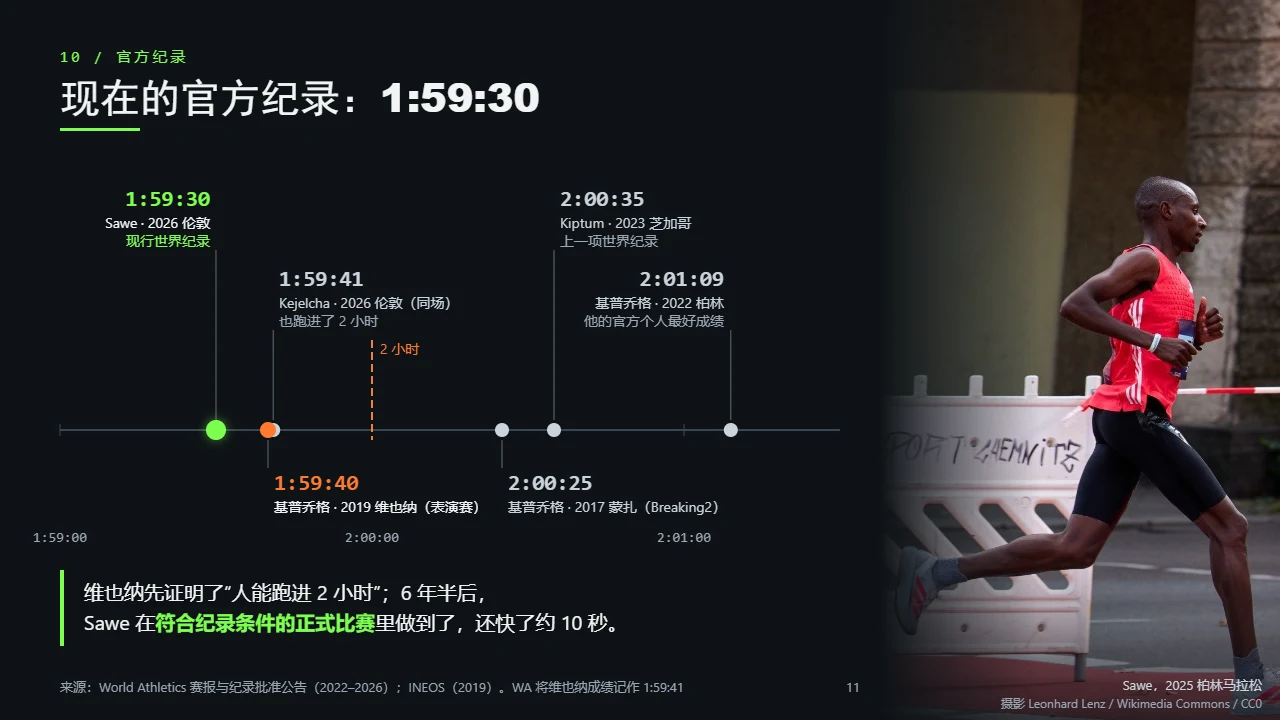 10 / 官方纪录
现在的官方纪录：1:59:30
1:59:30
Sawe · 2026 伦敦
现行世界纪录
2:00:35
Kiptum · 2023 芝加哥
上一项世界纪录
1:59:41
Kejelcha · 2026 伦敦（同场）
也跑进了 2 小时
2:01:09
基普乔格 · 2022 柏林
他的官方个人最好成绩
2 小时
1:59:40
基普乔格 · 2019 维也纳（表演赛）
2:00:25
基普乔格 · 2017 蒙扎（Breaking2）
1:59:00
2:00:00
2:01:00
维也纳先证明了“人能跑进 2 小时”；6 年半后，
Sawe 在符合纪录条件的正式比赛里做到了，还快了约 10 秒。
来源：World Athletics 赛报与纪录批准公告（2022–2026）；INEOS（2019）。WA 将维也纳成绩记作 1:59:41
11
PORT CHEMNITZ
Sawe，2025 柏林马拉松
摄影 Leonhard Lenz / Wikimedia Commons / CC0